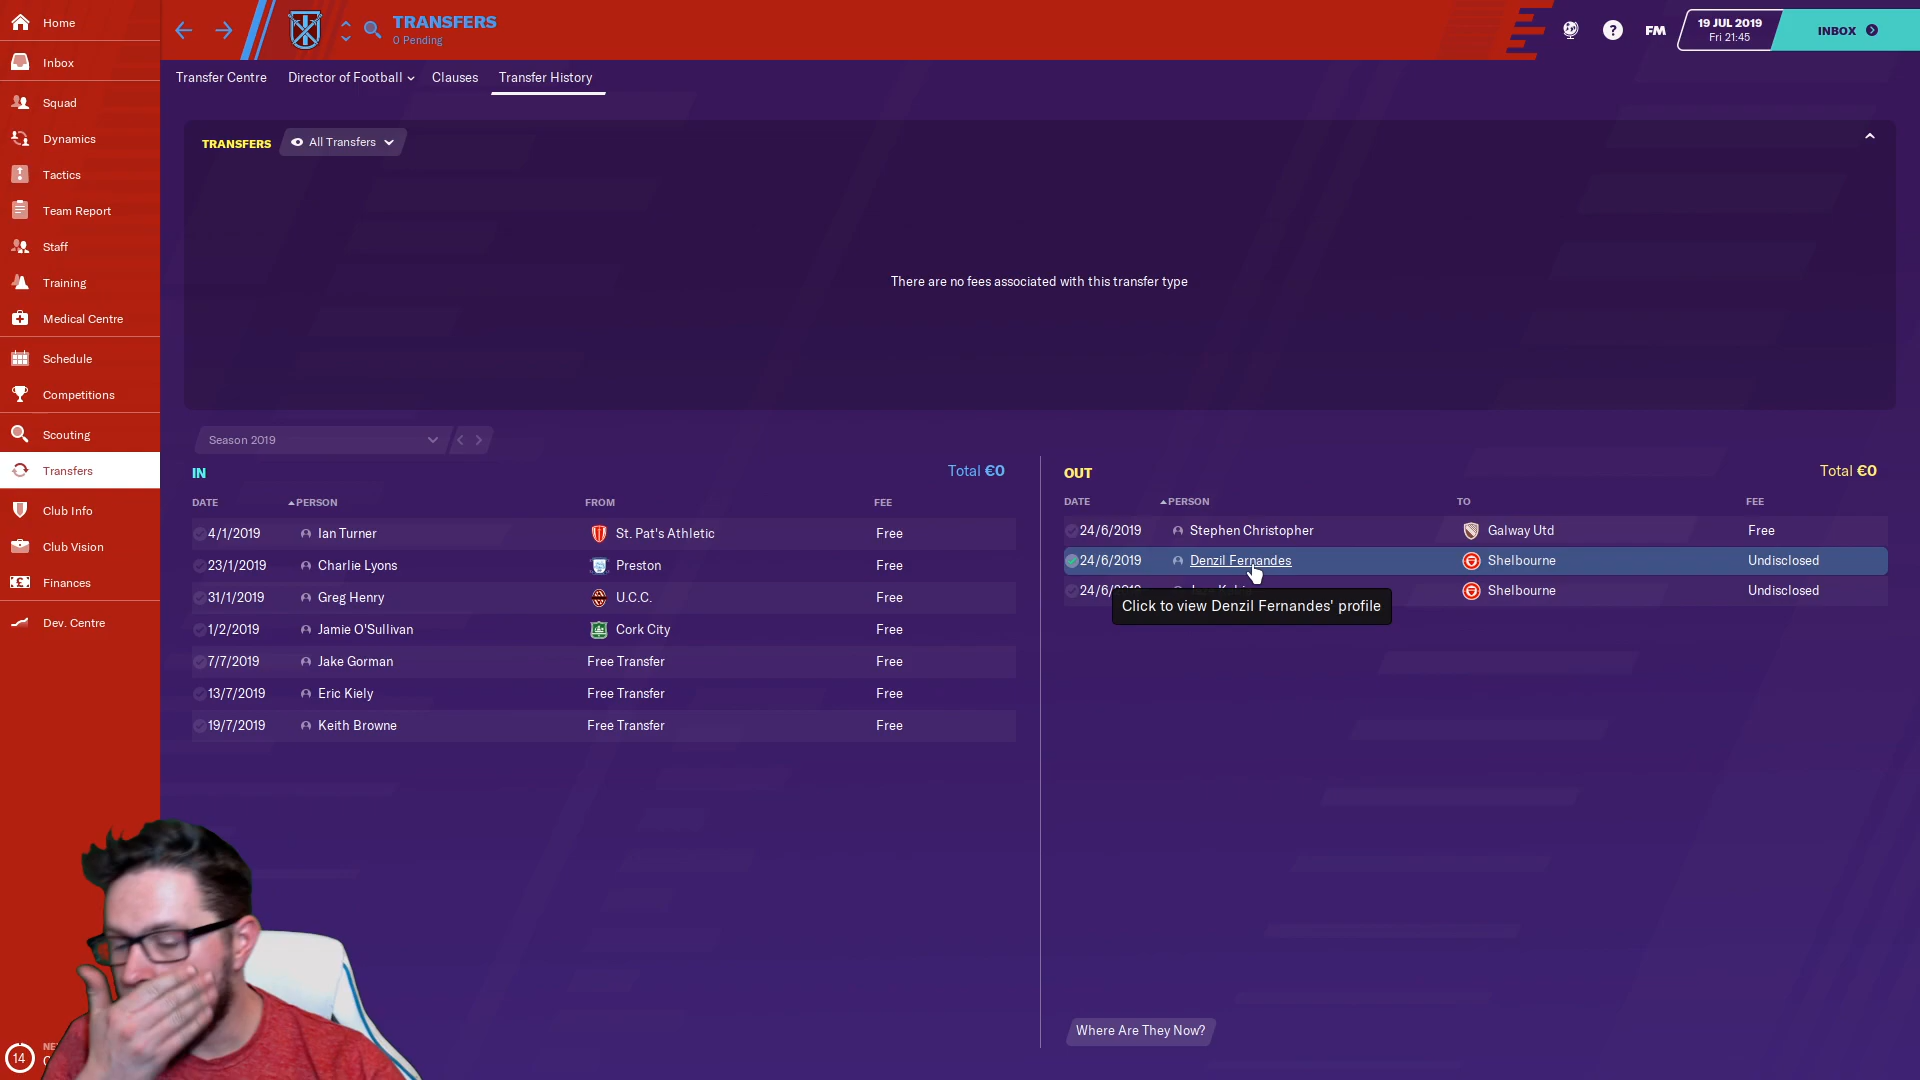 Home
Inbox
Squad
Dynamics
Tactics
Team Report
Staff
Training
Medical Centre
Schedule
Competitions
Scouting
Transfers
Club Info
Club Vision
Finances
Dev. Centre
14
TRANSFERS
0 Pending
FM
19 JUL 2019
Fri 21:45
INBOX
Transfer Centre
Director of Football
Clauses
Transfer History
TRANSFERS
All Transfers
There are no fees associated with this transfer type
Season 2019
IN
Total €0
DATE PERSON FROM FEE
4/1/2019 Ian Turner St. Pat's Athletic Free
23/1/2019 Charlie Lyons Preston Free
31/1/2019 Greg Henry U.C.C. Free
1/2/2019 Jamie O'Sullivan Cork City Free
7/7/2019 Jake Gorman Free Transfer Free
13/7/2019 Eric Kiely Free Transfer Free
19/7/2019 Keith Browne Free Transfer Free
OUT
Total €0
DATE PERSON TO FEE
24/6/2019 Stephen Christopher Galway Utd Free
24/6/2019 Denzil Fernandes Shelbourne Undisclosed
Shelbourne Undisclosed
Click to view Denzil Fernandes' profile
Where Are They Now?